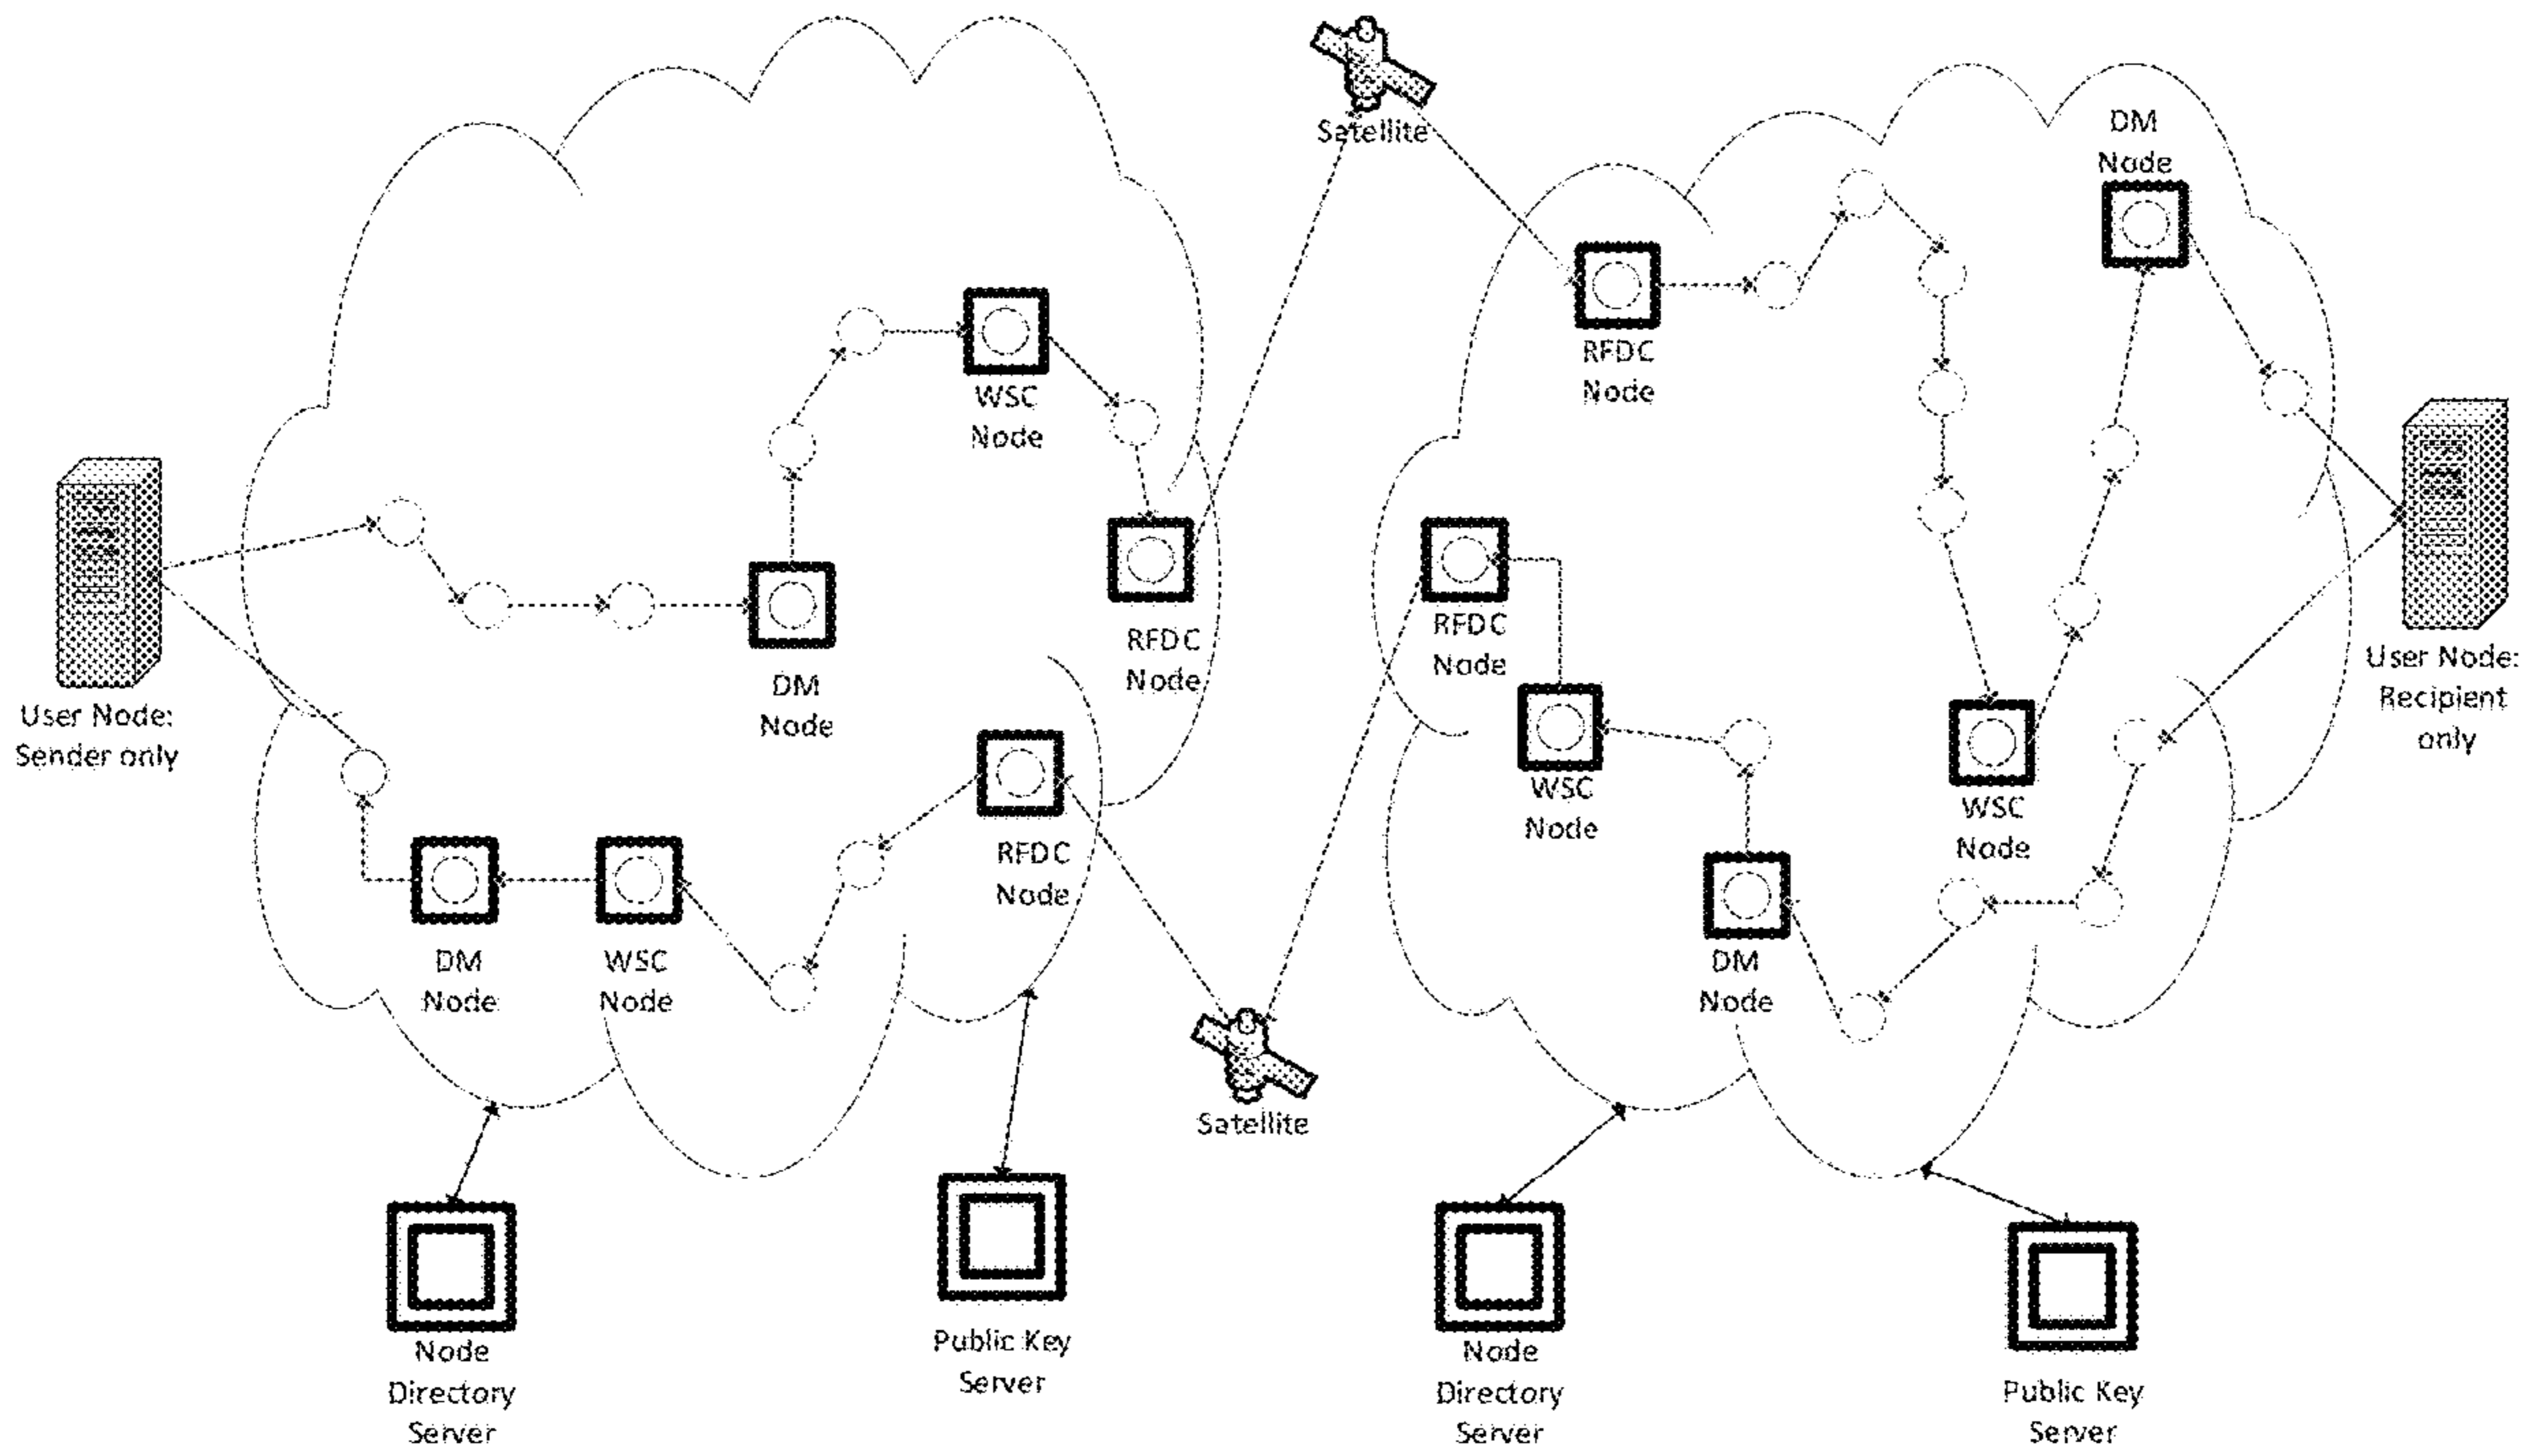 Satellite
DM
Node
WSC
Node
RFDC
Node
RFDC
Node
DM
Node
RFDC
Node
RFDC
Node
User Node:
Sender only
User Node:
Recipient
only
WSC
Node
WSC
Node
RFDC
Node
DM
Node
WSC
Node
DM
Node
Satellite
Node
Directory
Server
Public Key
Server
Node
Directory
Server
Public Key
Server